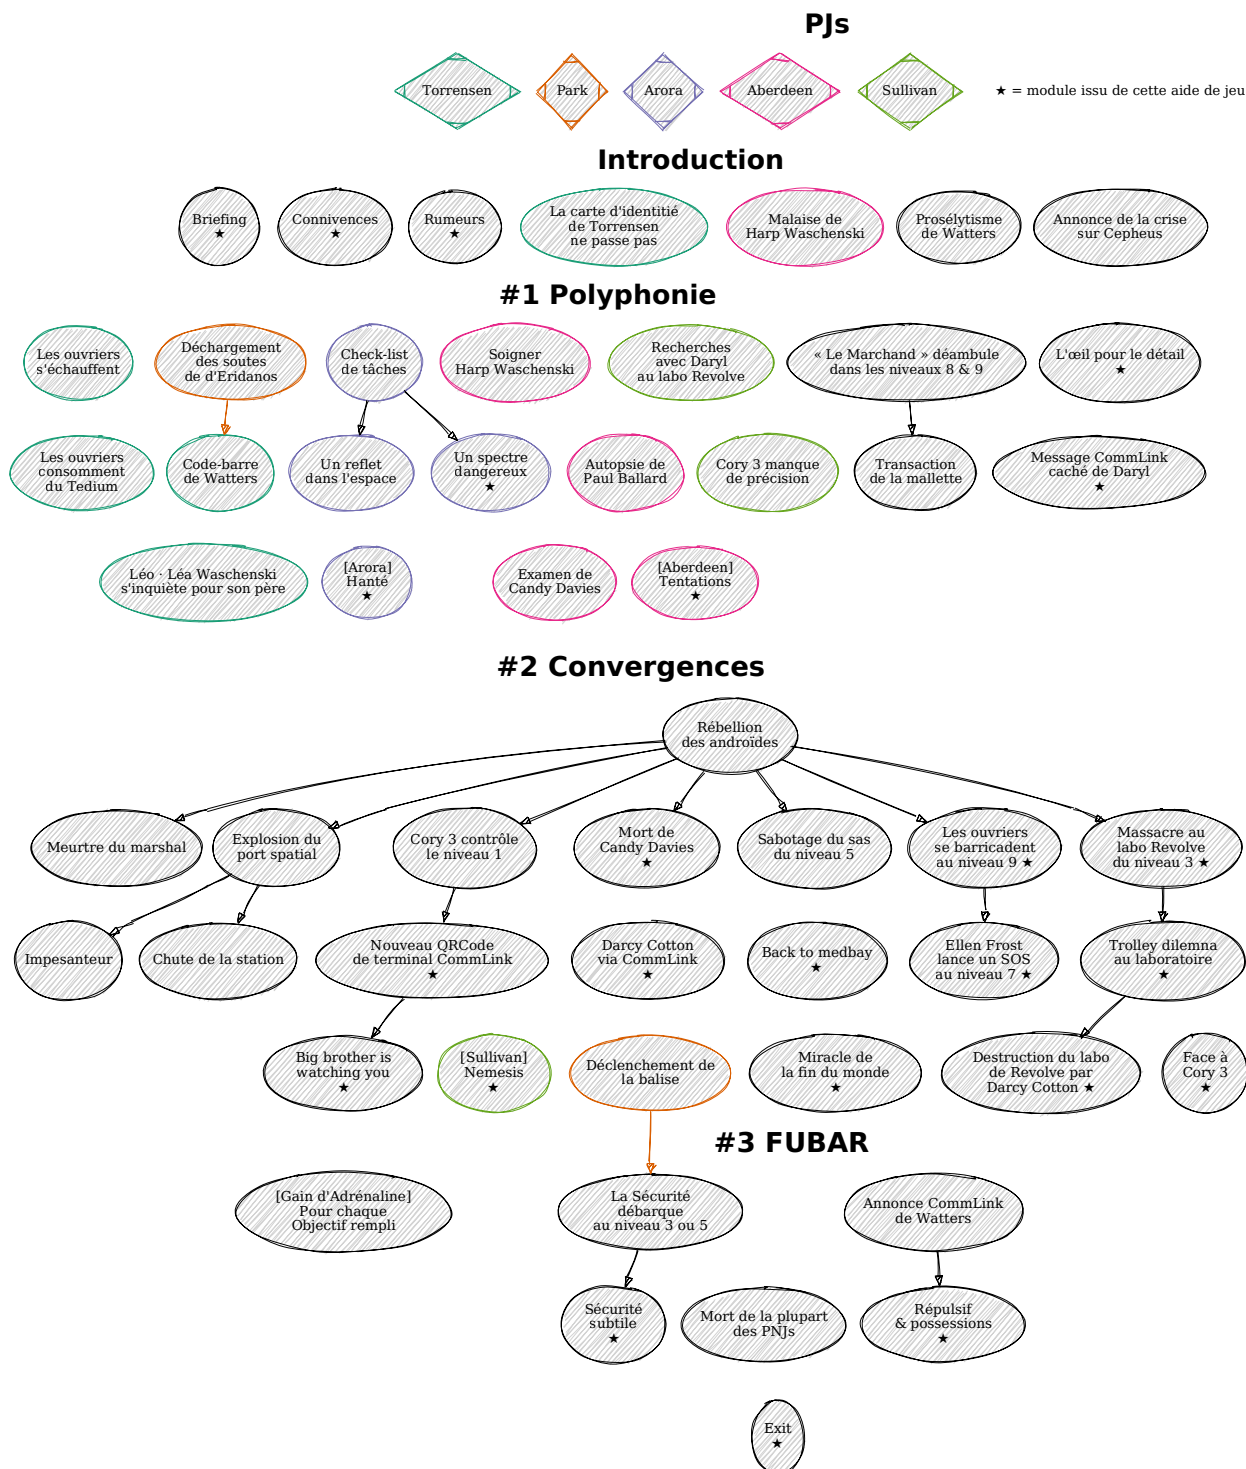 PJs
Torrensen
Park
Arora
Aberdeen
Sullivan
★ = module issu de cette aide de jeu
Introduction
Briefing
★
Connivences
★
Rumeurs
★
La carte d'identitié
de Torrensen
ne passe pas
Malaise de
Harp Waschenski
Prosélytisme
de Watters
Annonce de la crise
sur Cepheus
#1 Polyphonie
Les ouvriers
s'échauffent
Déchargement
des soutes
de d'Eridanos
Check-list
de tâches
Soigner
Harp Waschenski
Recherches
avec Daryl
au labo Revolve
« Le Marchand » déambule
dans les niveaux 8 & 9
L'œil pour le détail
★
Les ouvriers
consomment
du Tedium
Code-barre
de Watters
Un reflet
dans l'espace
Un spectre
dangereux
★
Autopsie de
Paul Ballard
Cory 3 manque
de précision
Transaction
de la mallette
Message CommLink
caché de Daryl
★
Léo · Léa Waschenski
s'inquiète pour son père
[Arora]
Hanté
★
Examen de
Candy Davies
[Aberdeen]
Tentations
★
#2 Convergences
Rébellion
des androïdes
Meurtre du marshal
Explosion du
port spatial
Cory 3 contrôle
le niveau 1
Mort de
Candy Davies
★
Sabotage du sas
du niveau 5
Les ouvriers
se barricadent
au niveau 9 ★
Massacre au
labo Revolve
du niveau 3 ★
Impesanteur
Chute de la station
Nouveau QRCode
de terminal CommLink
★
Darcy Cotton
via CommLink
★
Back to medbay
★
Ellen Frost
lance un SOS
au niveau 7 ★
Trolley dilemna
au laboratoire
★
Big brother is
watching you
★
[Sullivan]
Nemesis
★
Déclenchement de
la balise
Miracle de
la fin du monde
★
Destruction du labo
de Revolve par
Darcy Cotton ★
Face à
Cory 3
★
#3 FUBAR
[Gain d'Adrénaline]
Pour chaque
Objectif rempli
La Sécurité
débarque
au niveau 3 ou 5
Annonce CommLink
de Watters
Sécurité
subtile
★
Mort de la plupart
des PNJs
Répulsif
& possessions
★
Exit
★